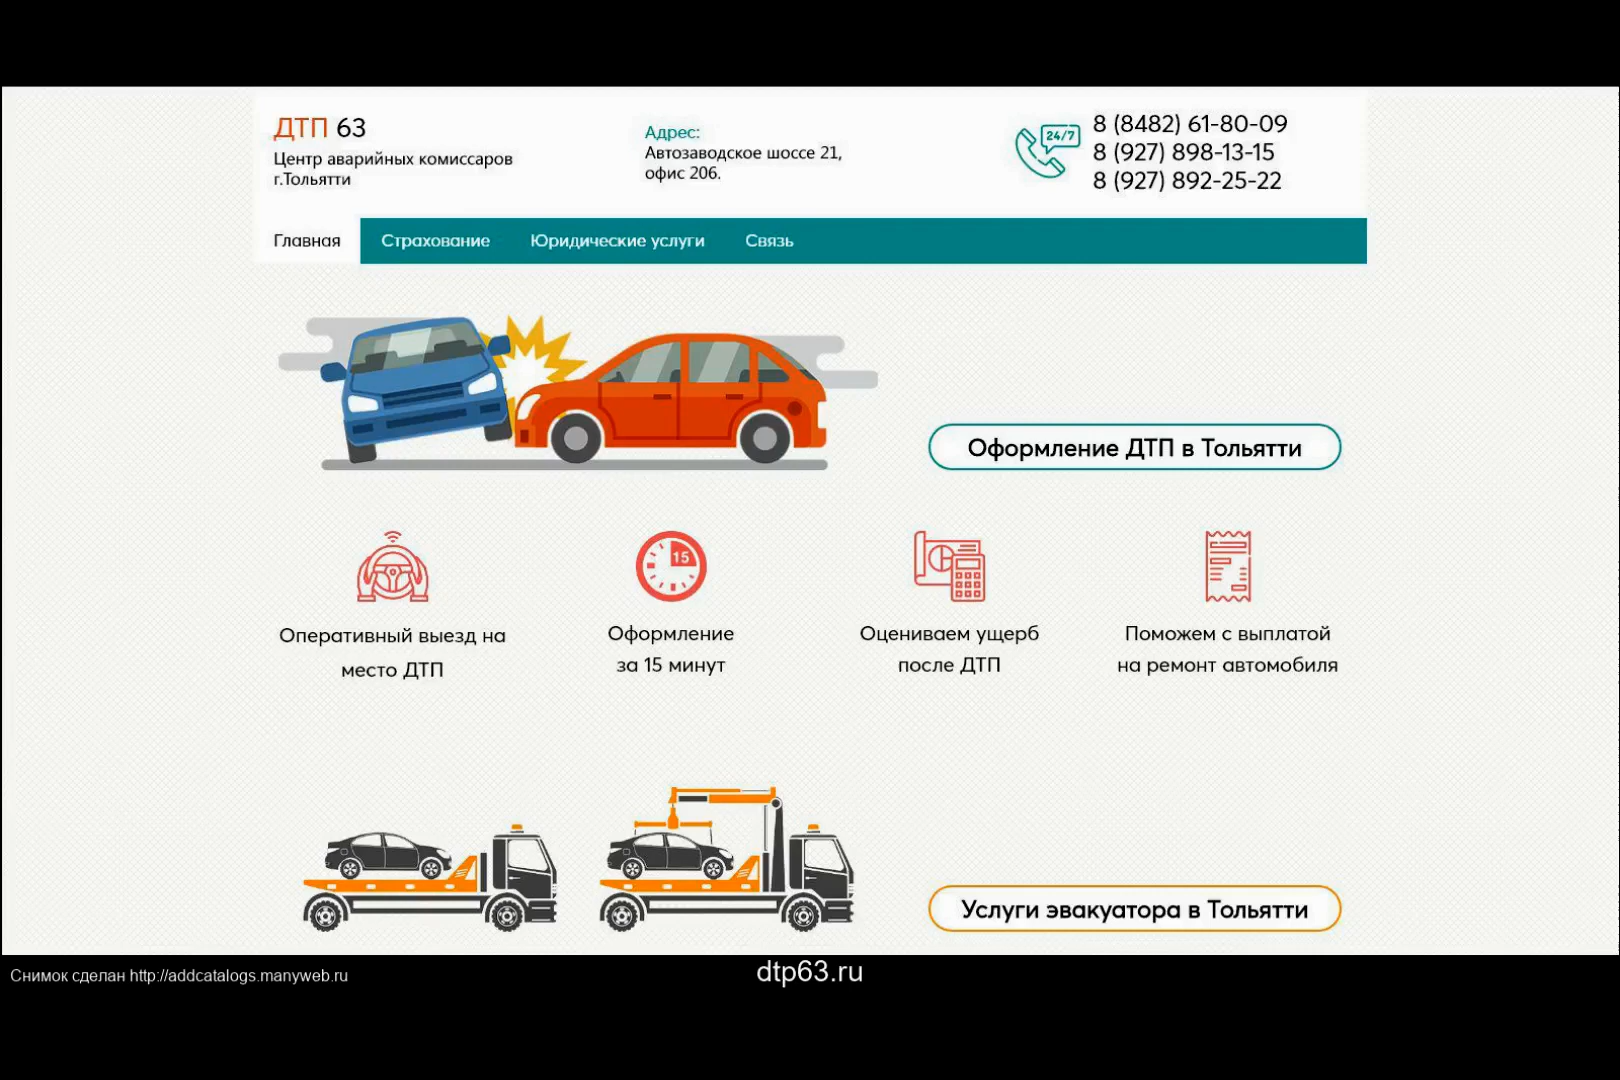 ДТП 63
Центр аварийных комиссаров
г.Тольятти
Адрес:
Автозаводское шоссе 21,
офис 206.
24/7
8 (8482) 61-80-09
8 (927) 898-13-15
8 (927) 892-25-22
Главная
Страхование
Юридические услуги
Связь
Оформление ДТП в Тольятти
15
Оперативный выезд на
место ДТП
Оформление
за 15 минут
Оцениваем ущерб
после ДТП
Поможем с выплатой
на ремонт автомобиля
Услуги эвакуатора в Тольятти
Снимок сделан http://addcatalogs.manyweb.ru
dtp63.ru